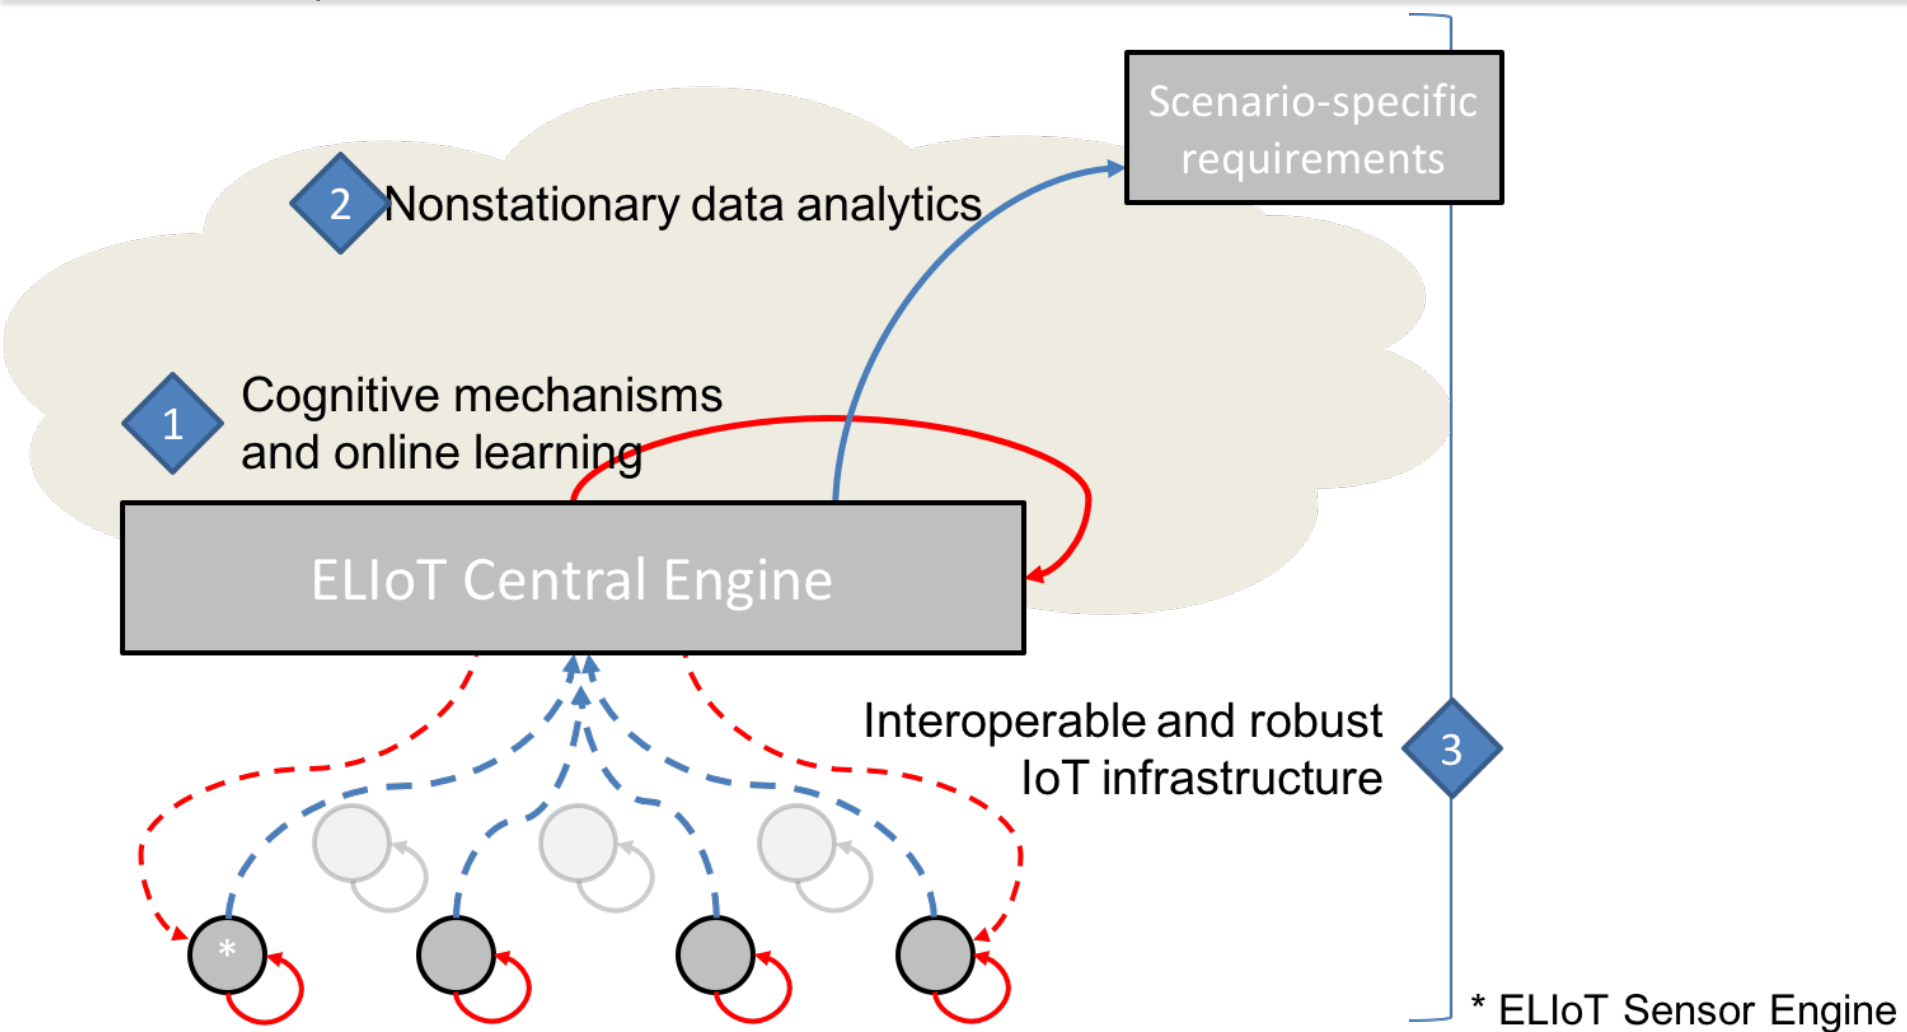 Scenario-specific
requirements
2
Nonstationary data analytics
1
Cognitive mechanisms
and online learning
ELIoT Central Engine
Interoperable and robust
IoT infrastructure
3
*
* ELIoT Sensor Engine